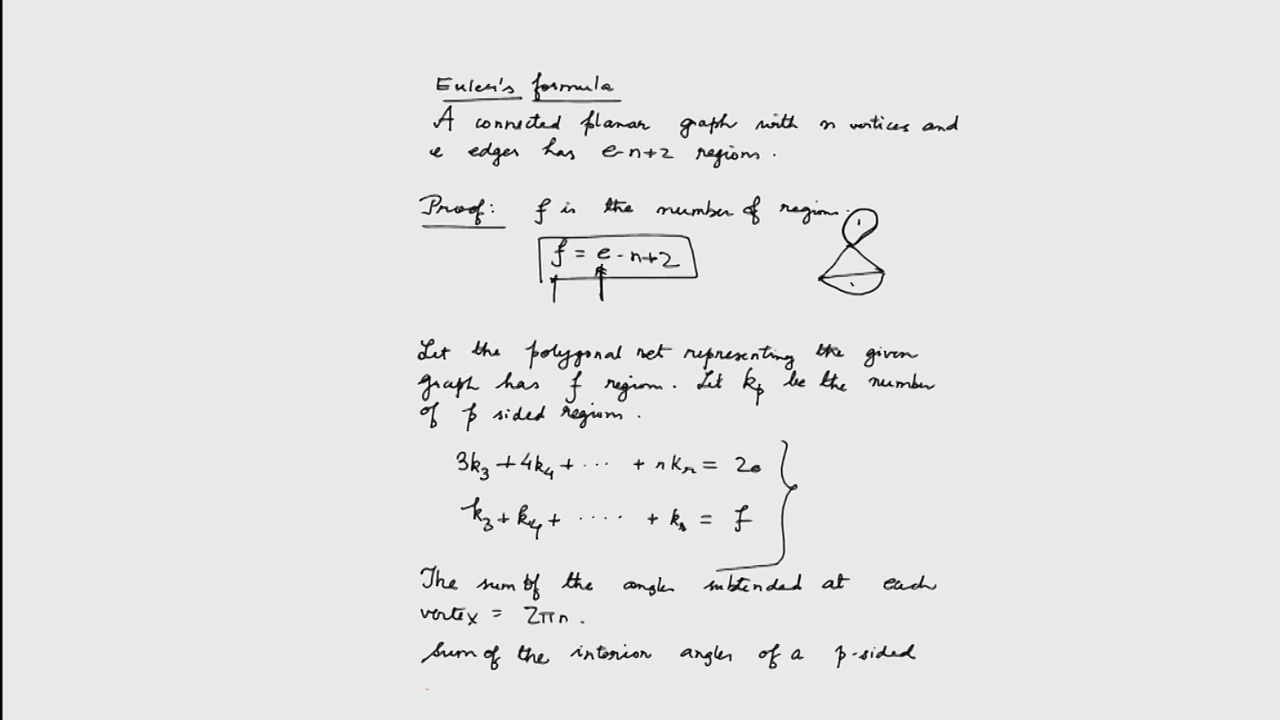 Euler's formula
A connected planar graph with n vertices and
e edges has e-n+2 regions.
Proof: f is the number of regions.
f = e-n+2
Let the polygonal net representing the given
graph has f region. Let kp be the number
of p sided regions.
3k3 + 4k4 + ... + rkr = 2e
k3 + k4 + .... + kr = f
The sum of the angles subtended at each
vertex = 2πn.
Sum of the interior angles of a p-sided